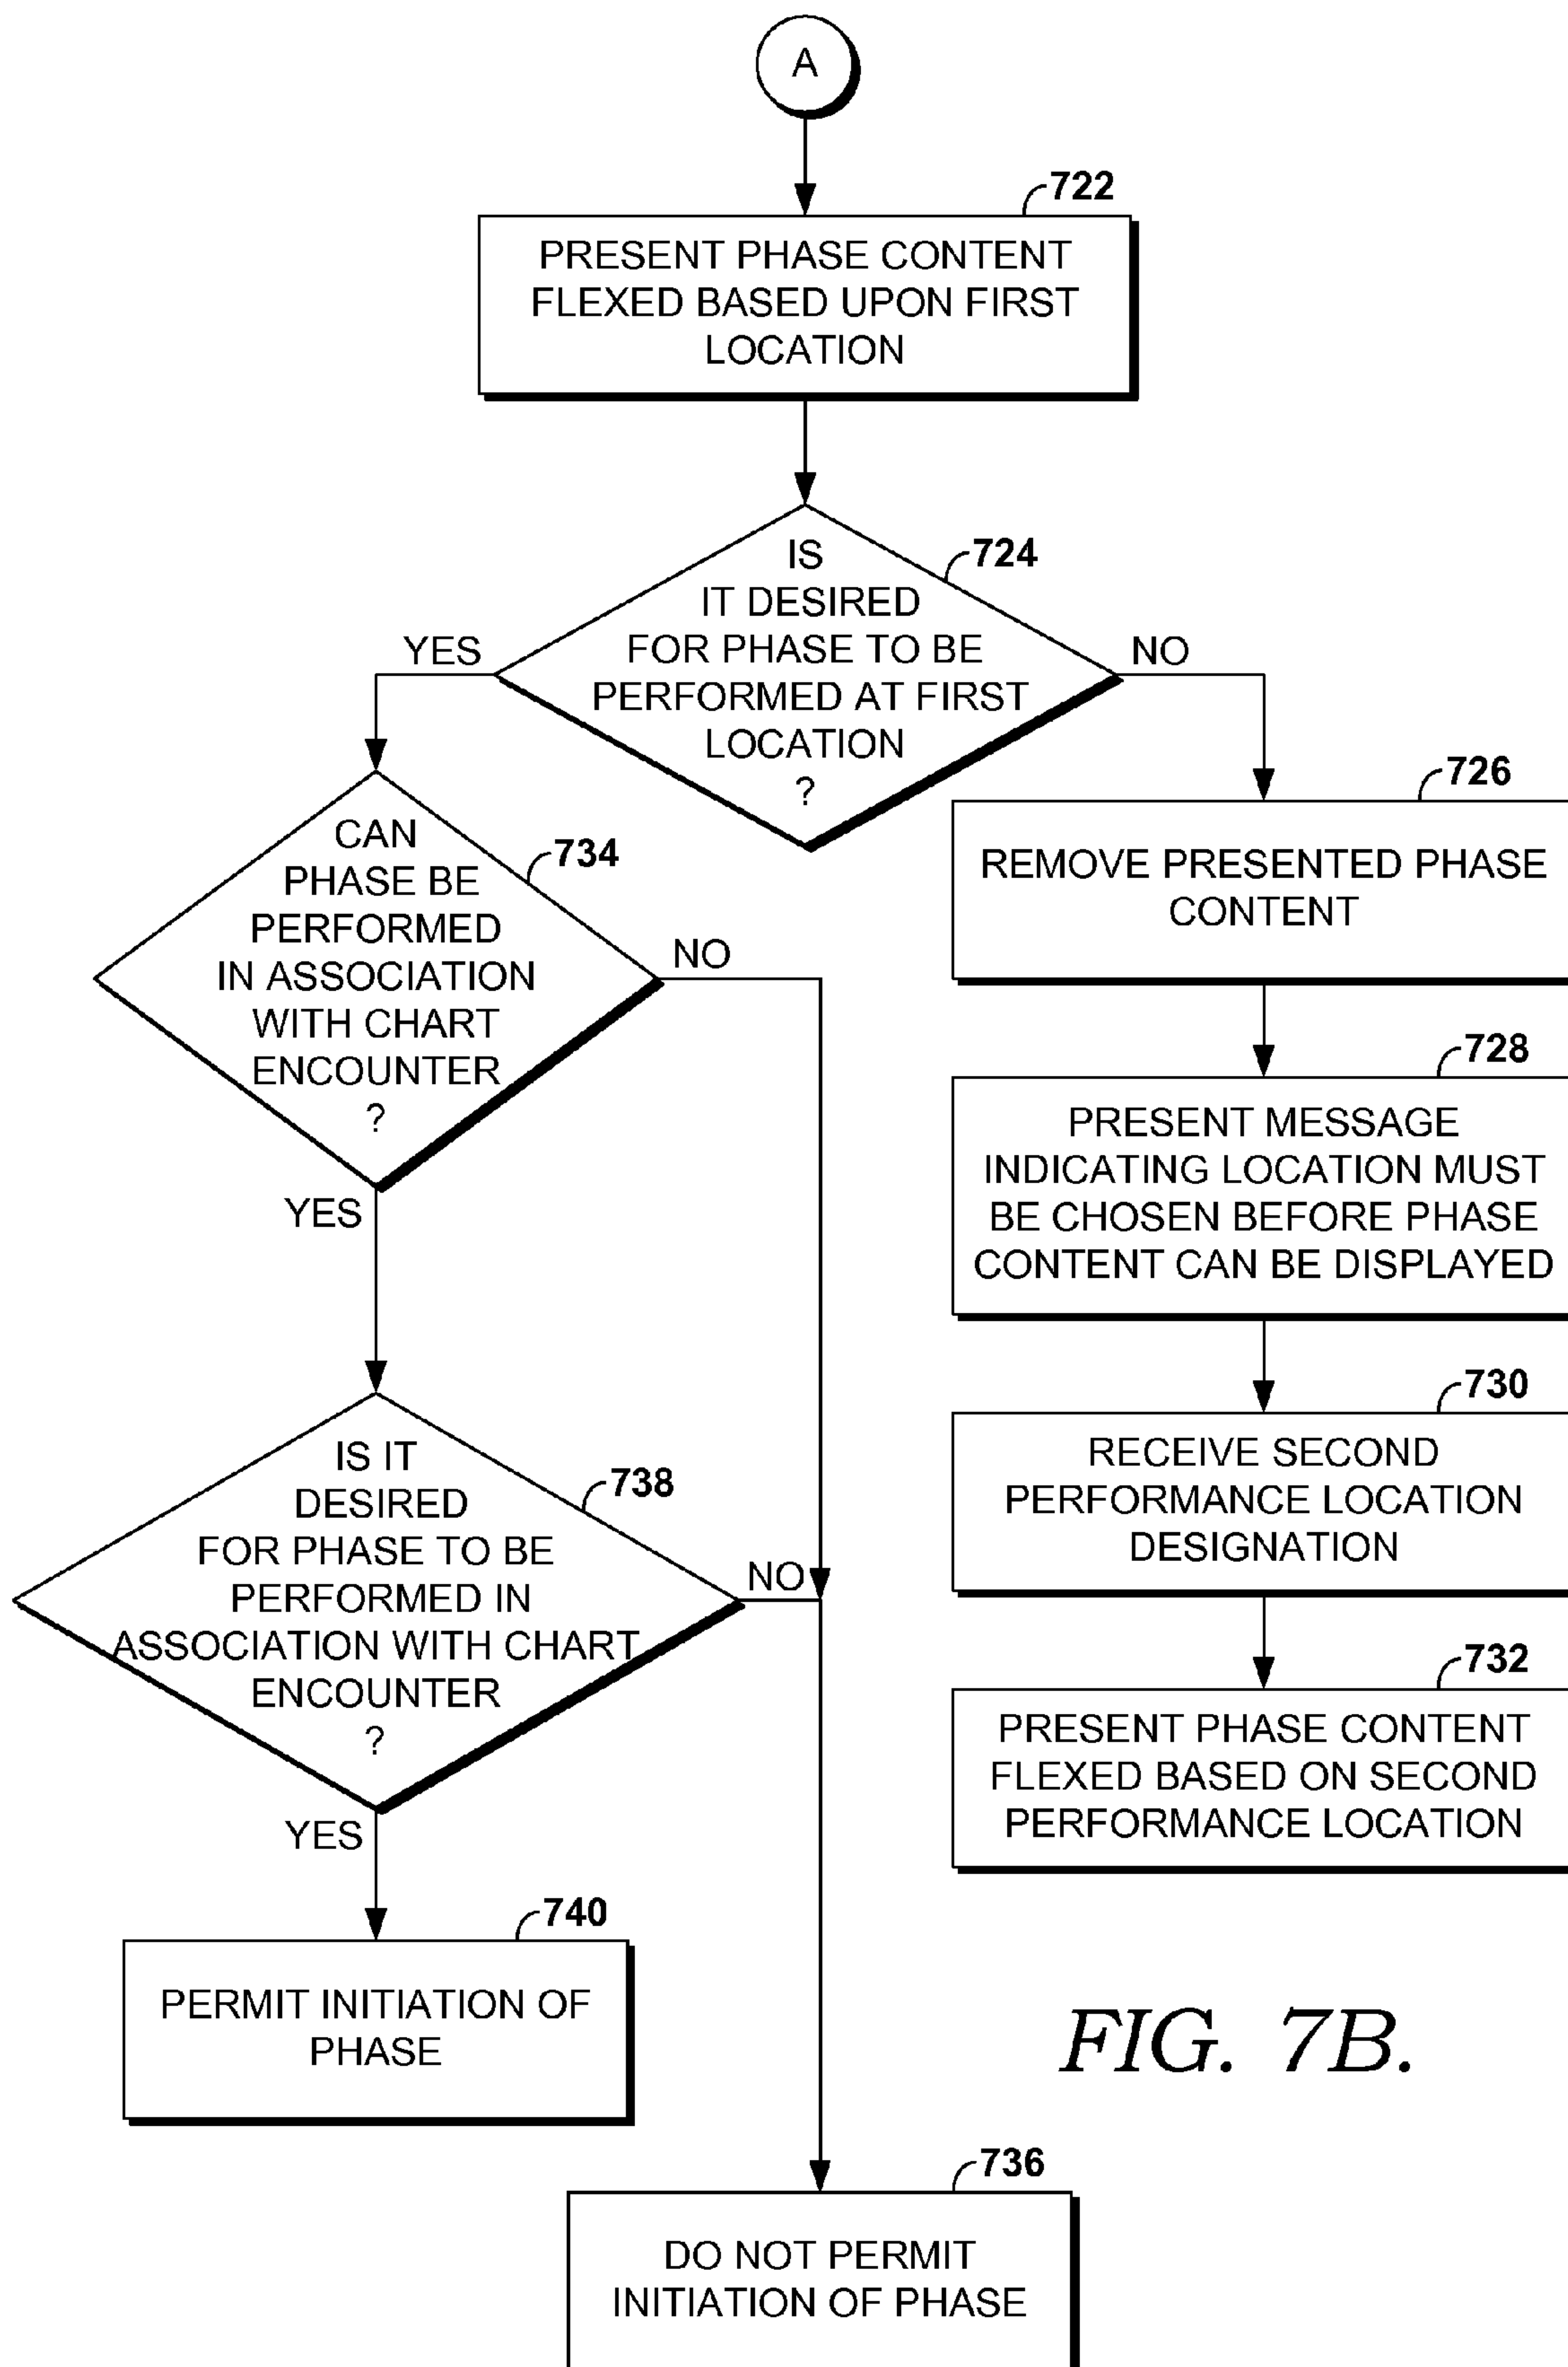 A
722
PRESENT PHASE CONTENT
FLEXED BASED UPON FIRST
LOCATION
724
IS
IT DESIRED
FOR PHASE TO BE
PERFORMED AT FIRST
LOCATION
?
YES
NO
734
CAN
PHASE BE
PERFORMED
IN ASSOCIATION
WITH CHART
ENCOUNTER
?
NO
YES
726
REMOVE PRESENTED PHASE
CONTENT
728
PRESENT MESSAGE
INDICATING LOCATION MUST
BE CHOSEN BEFORE PHASE
CONTENT CAN BE DISPLAYED
730
RECEIVE SECOND
PERFORMANCE LOCATION
DESIGNATION
732
PRESENT PHASE CONTENT
FLEXED BASED ON SECOND
PERFORMANCE LOCATION
738
IS IT
DESIRED
FOR PHASE TO BE
PERFORMED IN
ASSOCIATION WITH CHART
ENCOUNTER
?
NO
YES
740
PERMIT INITIATION OF
PHASE
736
DO NOT PERMIT
INITIATION OF PHASE
FIG. 7B.